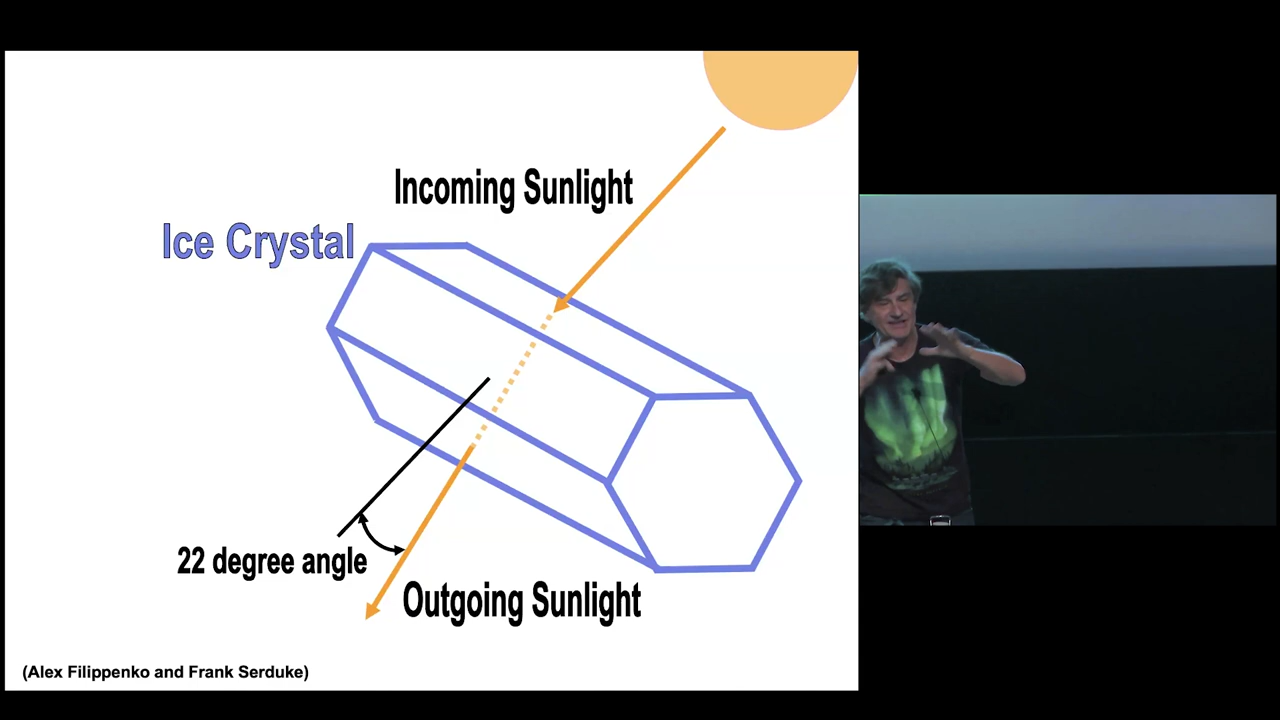 Incoming Sunlight
Ice Crystal
22 degree angle
Outgoing Sunlight
(Alex Filippenko and Frank Serduke)